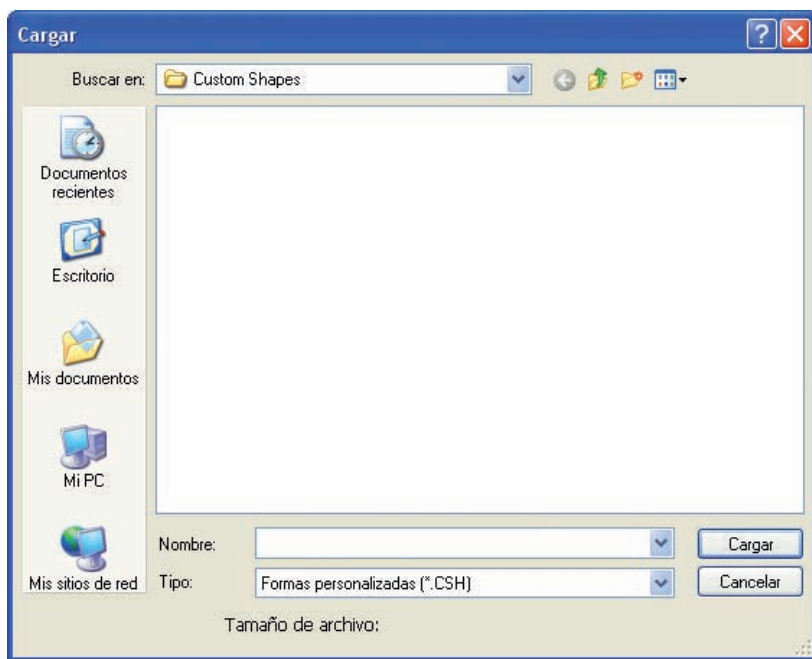 Cargar
Buscar en:
Custom Shapes
Documentos
recientes
Escritorio
Mis documentos
Mi PC
Mis sitios de red
Nombre:
Cargar
Tipo:
Formas personalizadas (*.CSH)
Cancelar
Tamaño de archivo: